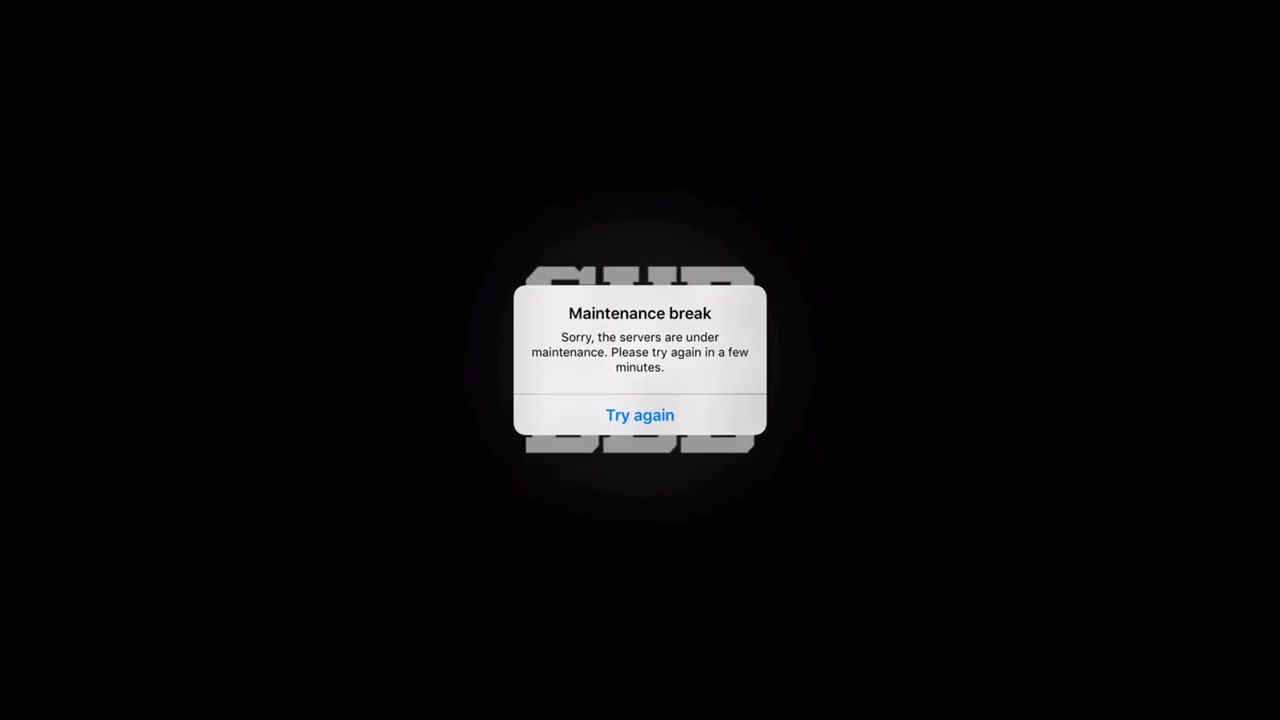 Maintenance break
Sorry, the servers are under
maintenance. Please try again in a few
minutes.
Try again